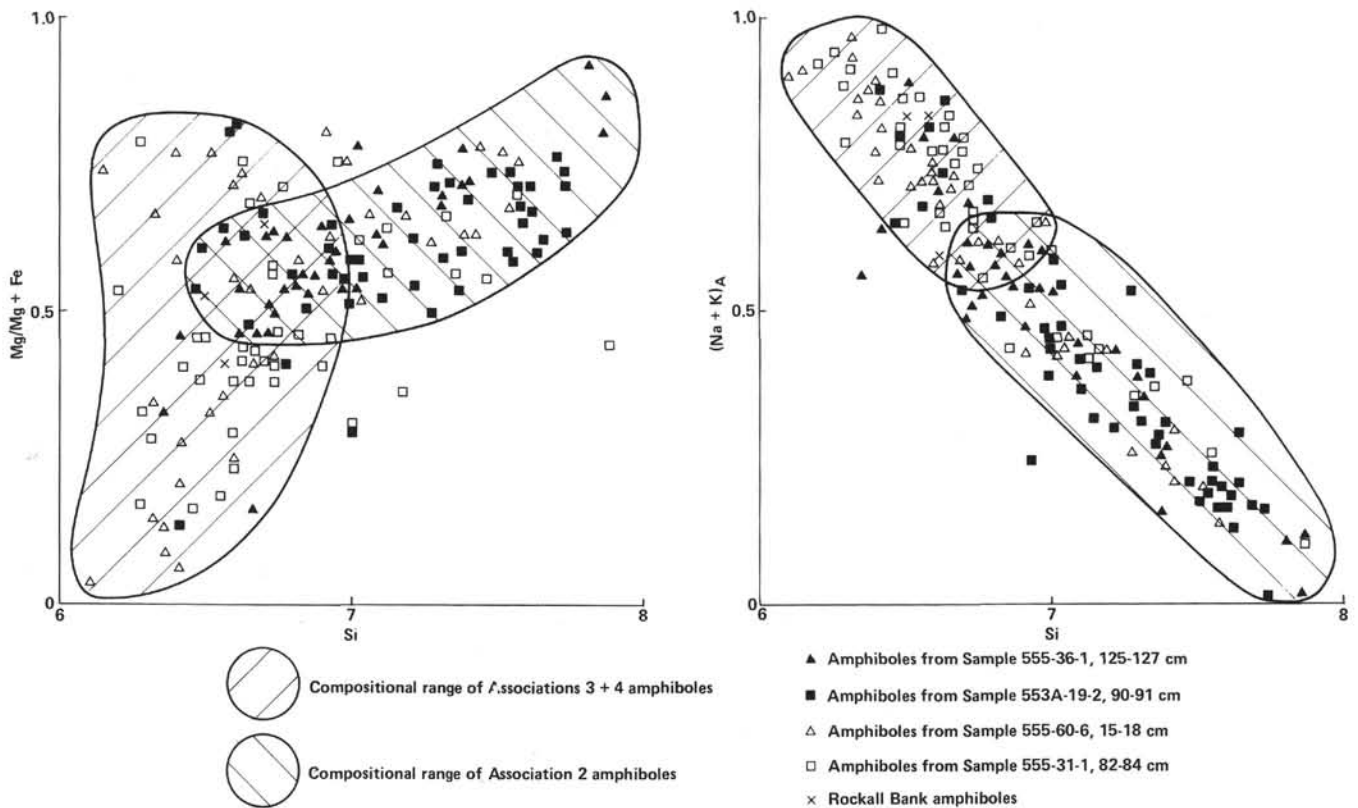 1.0
Mg/Mg + Fe
0.5
0
6
7
8
Si
1.0
(Na + K)A
0.5
0
6
7
8
Si
Compositional range of Associations 3 + 4 amphiboles
Compositional range of Association 2 amphiboles
Amphiboles from Sample 555-36-1, 125-127 cm
Amphiboles from Sample 553A-19-2, 90-91 cm
Amphiboles from Sample 555-60-6, 15-18 cm
Amphiboles from Sample 555-31-1, 82-84 cm
Rockall Bank amphiboles